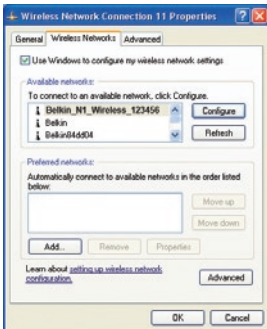 Wireless Network Connection 11 Properties
General
Wireless Networks
Advanced
Use Windows to configure my wireless network settings
Available networks:
To connect to an available network, click Configure.
Belkin_N1_Wireless_123456
Belkin
Belkin84dd04
Configure
Refresh
Preferred networks:
Automatically connect to available networks in the order listed
below:
Move up
Move down
Add...
Remove
Properties
Learn about setting up wireless network
configuration.
Advanced
OK
Cancel